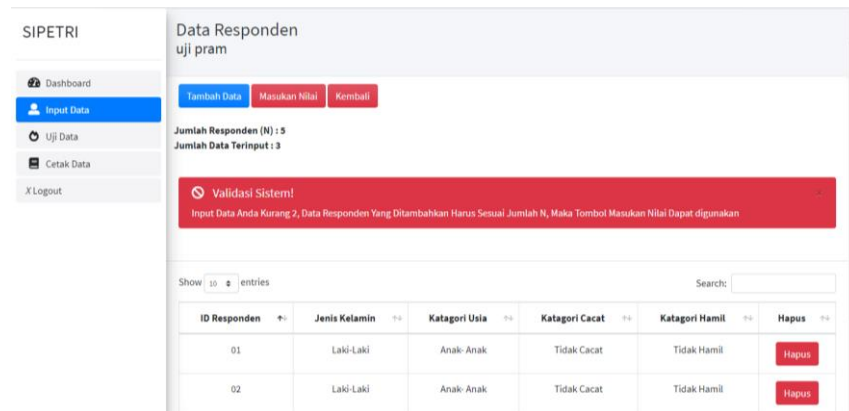 SIPETRI
Data Responden
uji pram
Dashboard
Input Data
Uji Data
Cetak Data
X Logout
Tambah Data Masukan Nilai Kembali
Jumlah Responden (N) : 5
Jumlah Data Terinput : 3
Validasi Sistem! ×
Input Data Anda Kurang 2, Data Responden Yang Ditambahkan Harus Sesuai Jumlah N, Maka Tombol Masukan Nilai Dapat digunakan
Show 10 entries Search:
ID Responden Jenis Kelamin Katagori Usia Katagori Cacat Katagori Hamil Hapus
01 Laki-Laki Anak- Anak Tidak Cacat Tidak Hamil Hapus
02 Laki-Laki Anak- Anak Tidak Cacat Tidak Hamil Hapus